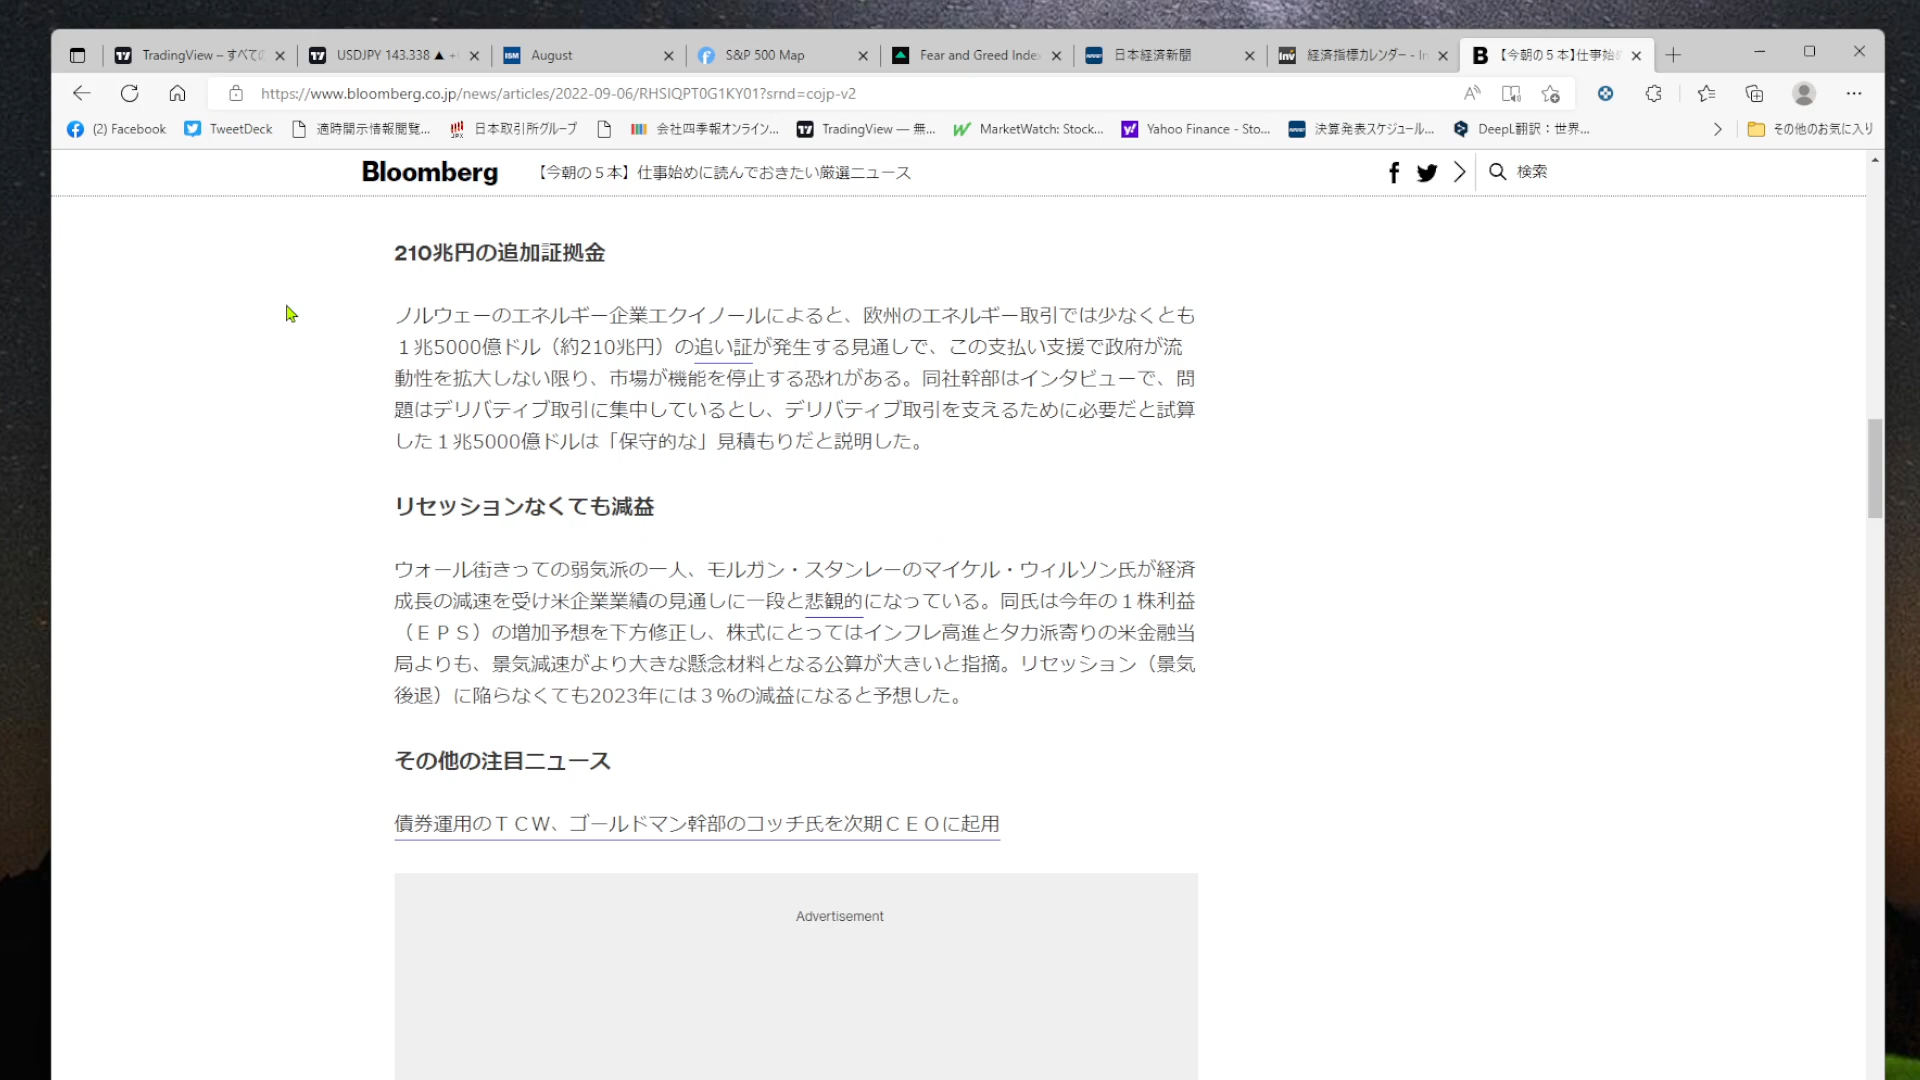 TradingView – すべての
USDJPY 143.338 ▲ +
August
S&P 500 Map
Fear and Greed Index
日本経済新聞
経済指標カレンダー - In
【今朝の５本】仕事始め
https://www.bloomberg.co.jp/news/articles/2022-09-06/RHSIQPT0G1KY01?srnd=cojp-v2
(2) Facebook
TweetDeck
適時開示情報閲覧...
日本取引所グループ
会社四季報オンライン...
TradingView — 無...
MarketWatch: Stock...
Yahoo Finance - Sto...
決算発表スケジュール...
DeepL翻訳：世界...
その他のお気に入り
Bloomberg
【今朝の５本】仕事始めに読んでおきたい厳選ニュース
検索
210兆円の追加証拠金
ノルウェーのエネルギー企業エクイノールによると、欧州のエネルギー取引では少なくとも
１兆5000億ドル（約210兆円）の追い証が発生する見通しで、この支払い支援で政府が流
動性を拡大しない限り、市場が機能を停止する恐れがある。同社幹部はインタビューで、問
題はデリバティブ取引に集中しているとし、デリバティブ取引を支えるために必要だと試算
した１兆5000億ドルは「保守的な」見積もりだと説明した。
リセッションなくても減益
ウォール街きっての弱気派の一人、モルガン・スタンレーのマイケル・ウィルソン氏が経済
成長の減速を受け米企業業績の見通しに一段と悲観的になっている。同氏は今年の１株利益
（ＥＰＳ）の増加予想を下方修正し、株式にとってはインフレ高進とタカ派寄りの米金融当
局よりも、景気減速がより大きな懸念材料となる公算が大きいと指摘。リセッション（景気
後退）に陥らなくても2023年には３％の減益になると予想した。
その他の注目ニュース
債券運用のＴＣＷ、ゴールドマン幹部のコッチ氏を次期ＣＥＯに起用
Advertisement